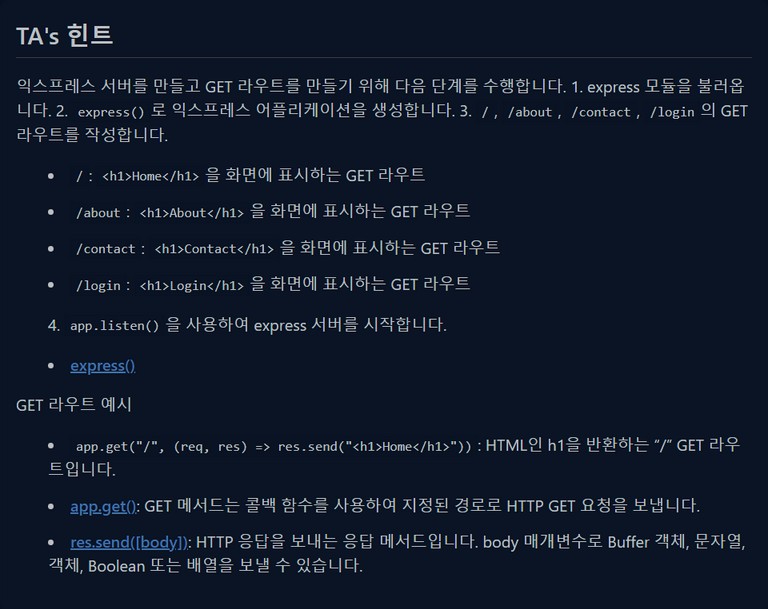 TA's 힌트
익스프레스 서버를 만들고 GET 라우트를 만들기 위해 다음 단계를 수행합니다. 1. express 모듈을 불러옵
니다. 2. express() 로 익스프레스 어플리케이션을 생성합니다. 3. / , /about , /contact , /login 의 GET
라우트를 작성합니다.
• / : <h1>Home</h1> 을 화면에 표시하는 GET 라우트
• /about : <h1>About</h1> 을 화면에 표시하는 GET 라우트
• /contact : <h1>Contact</h1> 을 화면에 표시하는 GET 라우트
• /login : <h1>Login</h1> 을 화면에 표시하는 GET 라우트
4. app.listen() 을 사용하여 express 서버를 시작합니다.
• express()
GET 라우트 예시
• app.get("/", (req, res) => res.send("<h1>Home</h1>")) : HTML인 h1을 반환하는 “/” GET 라우
트입니다.
• app.get(): GET 메서드는 콜백 함수를 사용하여 지정된 경로로 HTTP GET 요청을 보냅니다.
• res.send([body]): HTTP 응답을 보내는 응답 메서드입니다. body 매개변수로 Buffer 객체, 문자열,
객체, Boolean 또는 배열을 보낼 수 있습니다.